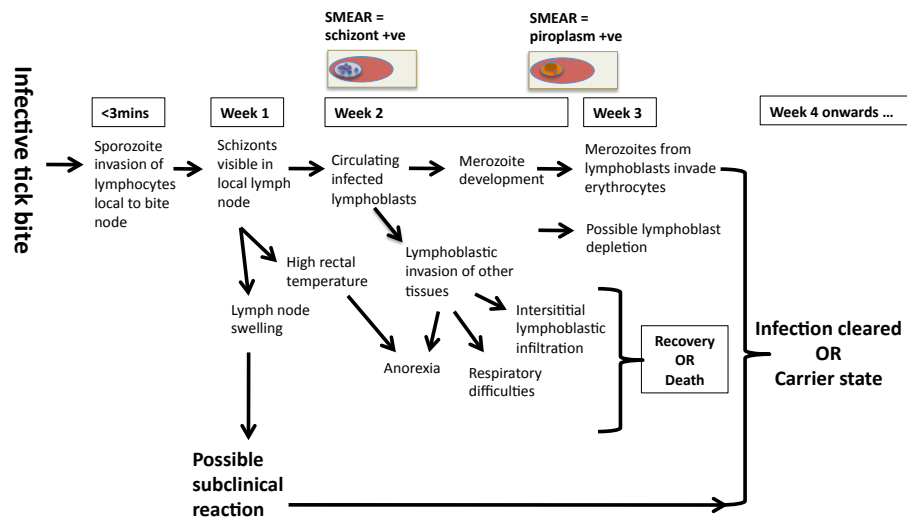 SMEAR =
schizont +ve
SMEAR =
piroplasm +ve
Infective tick bite
<3mins
Week 1
Week 2
Week 3
Week 4 onwards ...
Sporozoite
invasion of
lymphocytes
local to bite
node
Schizonts
visible in
local lymph
node
Circulating
infected
lymphoblasts
Merozoite
development
Merozoites from
lymphoblasts invade
erythrocytes
Possible lymphoblast
depletion
High rectal
temperature
Lymphoblastic
invasion of other
tissues
Lymph node
swelling
Intersititial
lymphoblastic
infiltration
Anorexia
Respiratory
difficulties
Recovery
OR
Death
Infection cleared
OR
Carrier state
Possible
subclinical
reaction